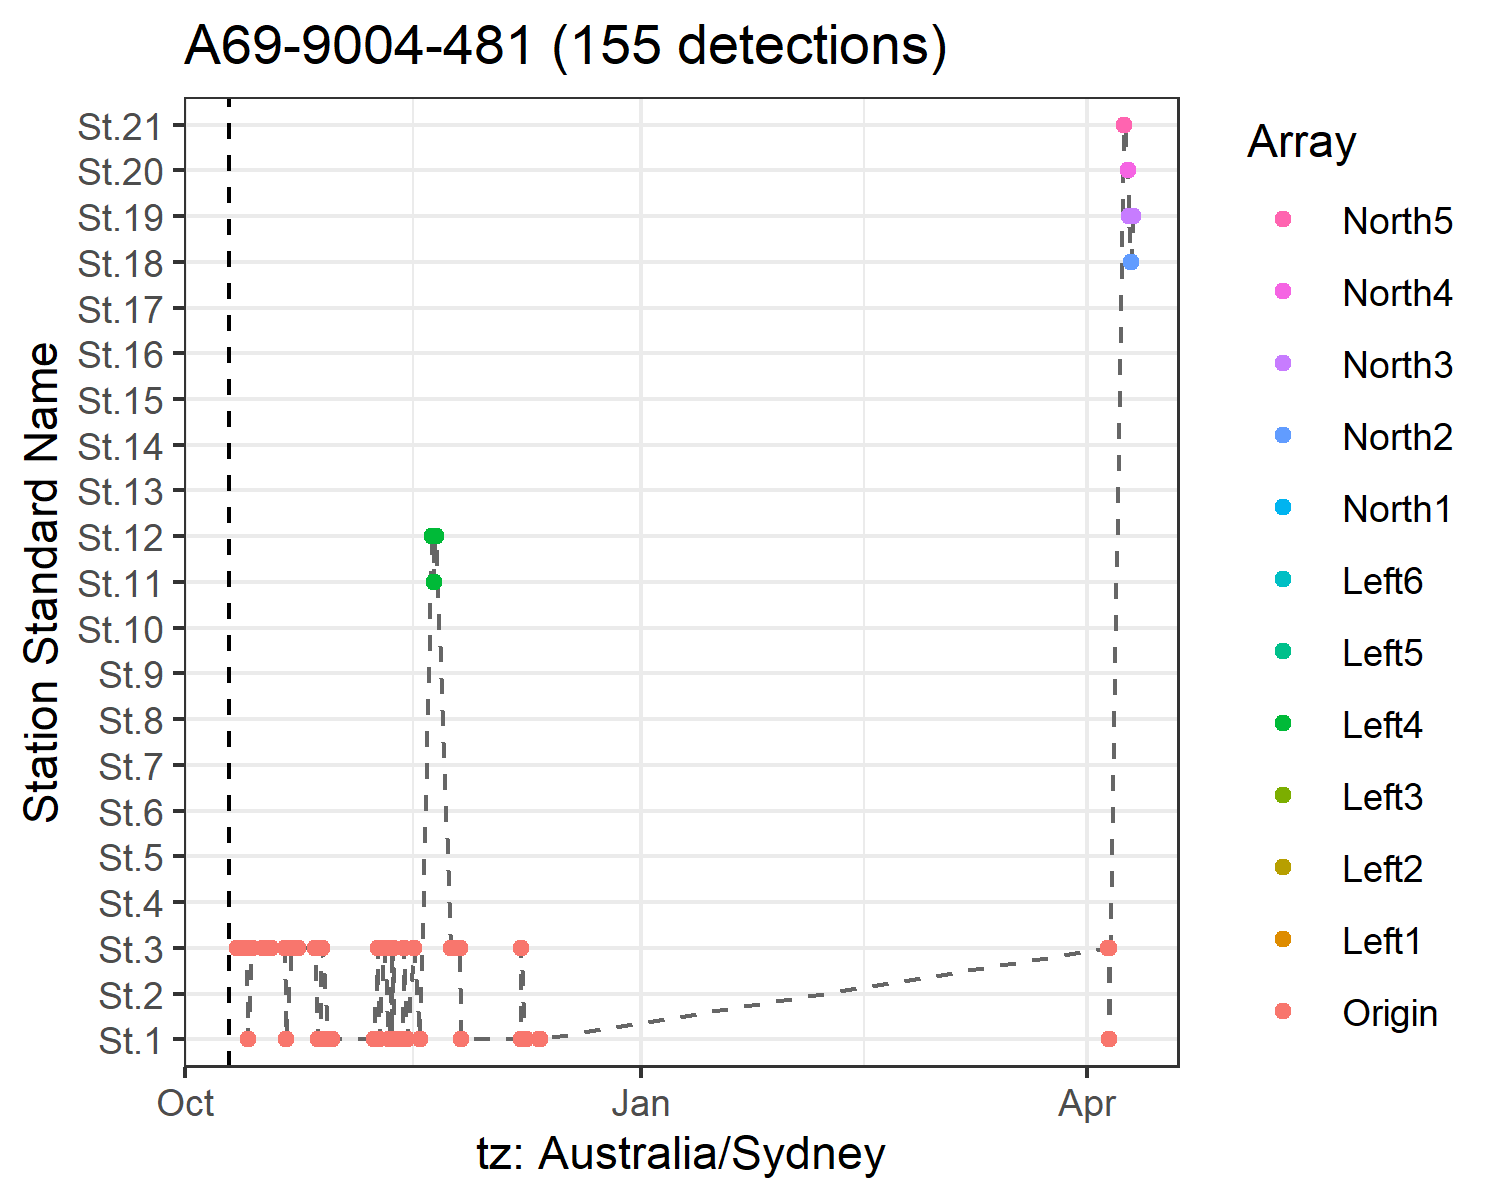 A69-9004-481 (155 detections)
Station Standard Name
St.21
St.20
St.19
St.18
St.17
St.16
St.15
St.14
St.13
St.12
St.11
St.10
St.9
St.8
St.7
St.6
St.5
St.4
St.3
St.2
St.1
Oct
Jan
Apr
tz: Australia/Sydney
Array
North5
North4
North3
North2
North1
Left6
Left5
Left4
Left3
Left2
Left1
Origin